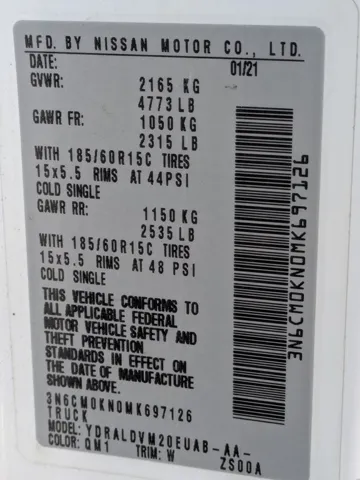 MFD. BY NISSAN MOTOR CO., LTD.
DATE: 01/21
GVWR: 2165 KG
4773 LB
GAWR FR: 1050 KG
2315 LB
WITH 185/60R15C TIRES
15x5.5 RIMS AT 44PSI
COLD SINGLE
GAWR RR: 1150 KG
2535 LB
WITH 185/60R15C TIRES
15x5.5 RIMS AT 48 PSI
COLD SINGLE
THIS VEHICLE CONFORMS TO
ALL APPLICABLE FEDERAL
MOTOR VEHICLE SAFETY AND
THEFT PREVENTION
STANDARDS IN EFFECT ON
THE DATE OF MANUFACTURE
SHOWN ABOVE.
3N6CM0KN0MK697126
TRUCK
MODEL: YDRALDVM20EUAB-AA-
COLOR: QM1 TRIM: W ZS00A
3N6CM0KN0MK697126